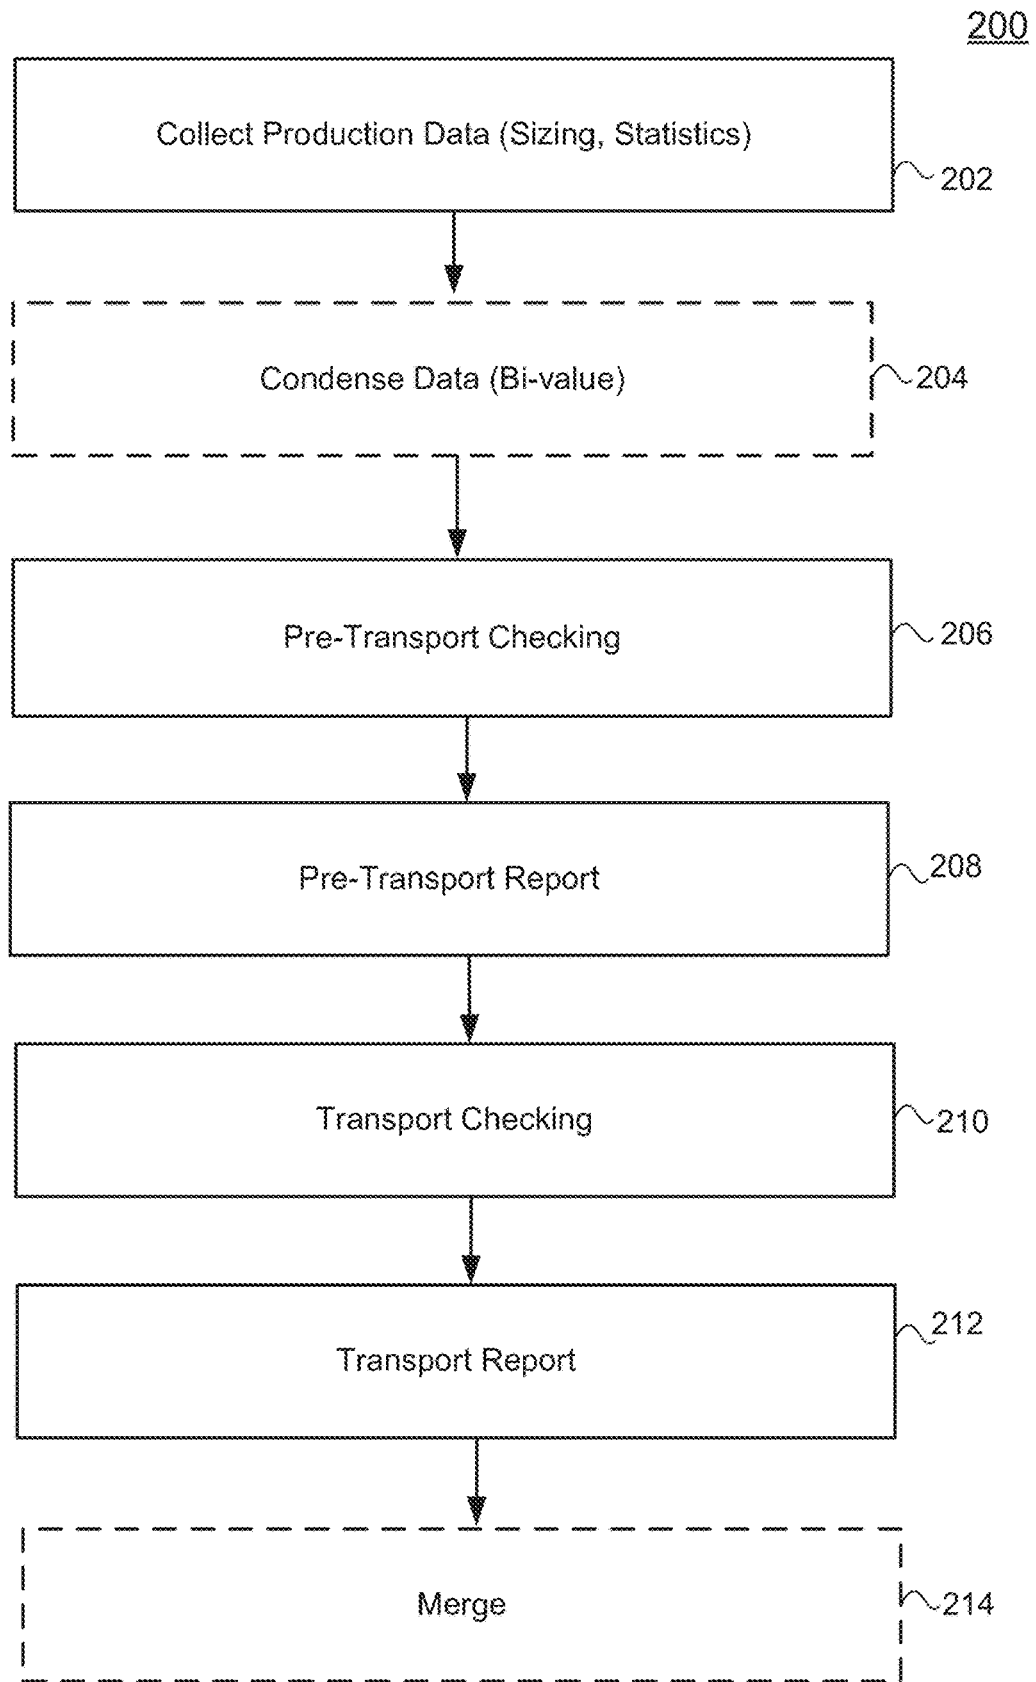 200
Collect Production Data (Sizing, Statistics)
202
Condense Data (Bi-value)
204
Pre-Transport Checking
206
Pre-Transport Report
208
Transport Checking
210
Transport Report
212
Merge
214